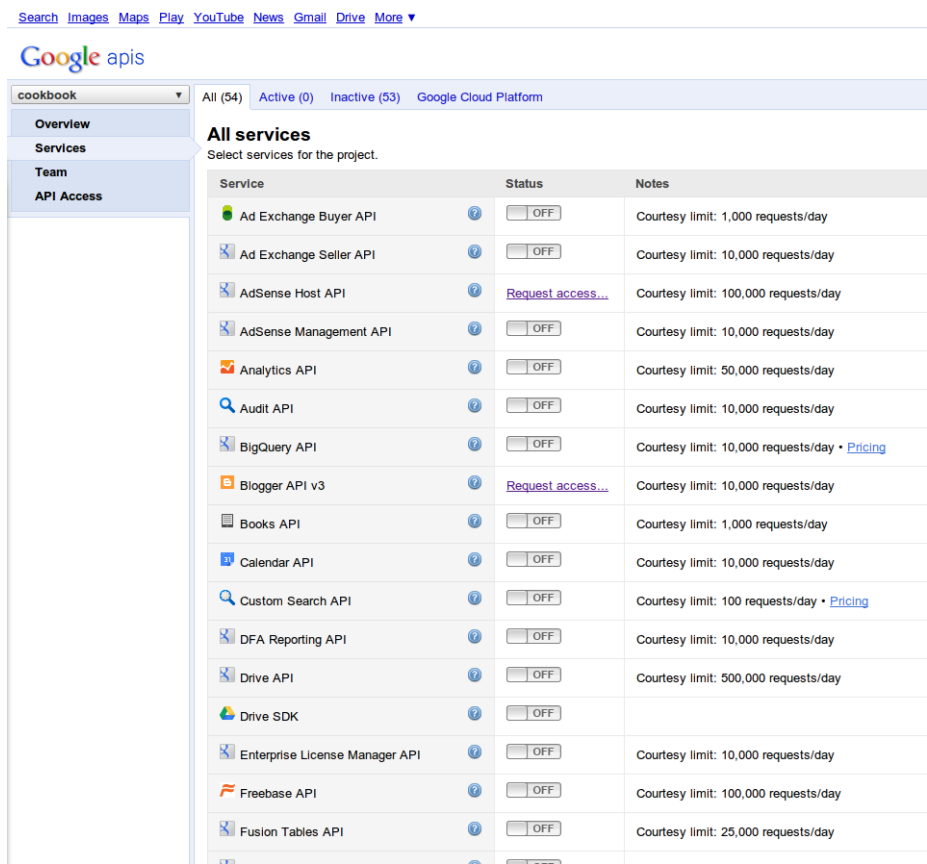 Search Images Maps Play YouTube News Gmail Drive More ▼
Google apis
cookbook ▼
All (54) Active (0) Inactive (53) Google Cloud Platform
Overview
Services
Team
API Access
All services
Select services for the project.
Service Status Notes
Ad Exchange Buyer API ? OFF Courtesy limit: 1,000 requests/day
Ad Exchange Seller API ? OFF Courtesy limit: 10,000 requests/day
AdSense Host API ? Request access... Courtesy limit: 100,000 requests/day
AdSense Management API ? OFF Courtesy limit: 10,000 requests/day
Analytics API ? OFF Courtesy limit: 50,000 requests/day
Audit API ? OFF Courtesy limit: 10,000 requests/day
BigQuery API ? OFF Courtesy limit: 10,000 requests/day • Pricing
Blogger API v3 ? Request access... Courtesy limit: 10,000 requests/day
Books API ? OFF Courtesy limit: 1,000 requests/day
31 Calendar API ? OFF Courtesy limit: 10,000 requests/day
Custom Search API ? OFF Courtesy limit: 100 requests/day • Pricing
DFA Reporting API ? OFF Courtesy limit: 10,000 requests/day
Drive API ? OFF Courtesy limit: 500,000 requests/day
Drive SDK ? OFF
Enterprise License Manager API ? OFF Courtesy limit: 10,000 requests/day
Freebase API ? OFF Courtesy limit: 100,000 requests/day
Fusion Tables API ? OFF Courtesy limit: 25,000 requests/day